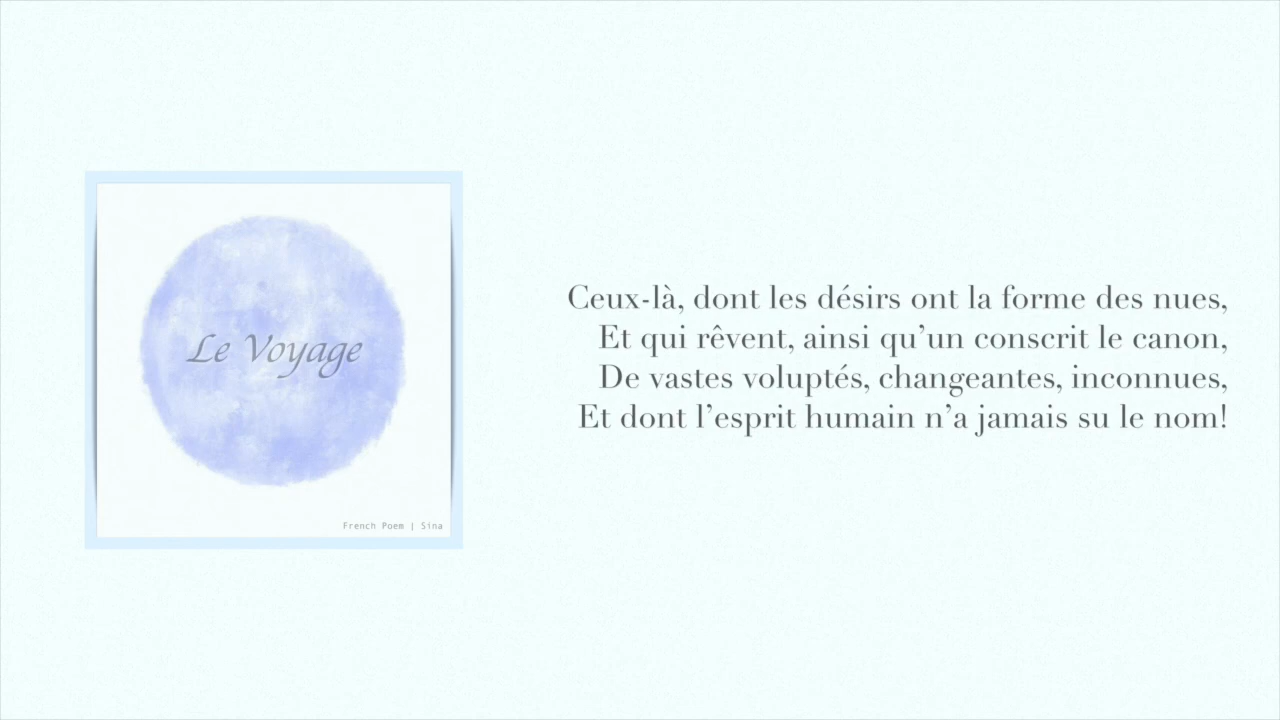 Le Voyage
French Poem | Sina
Ceux-là, dont les désirs ont la forme des nues,
Et qui rêvent, ainsi qu’un conscrit le canon,
De vastes voluptés, changeantes, inconnues,
Et dont l’esprit humain n’a jamais su le nom!